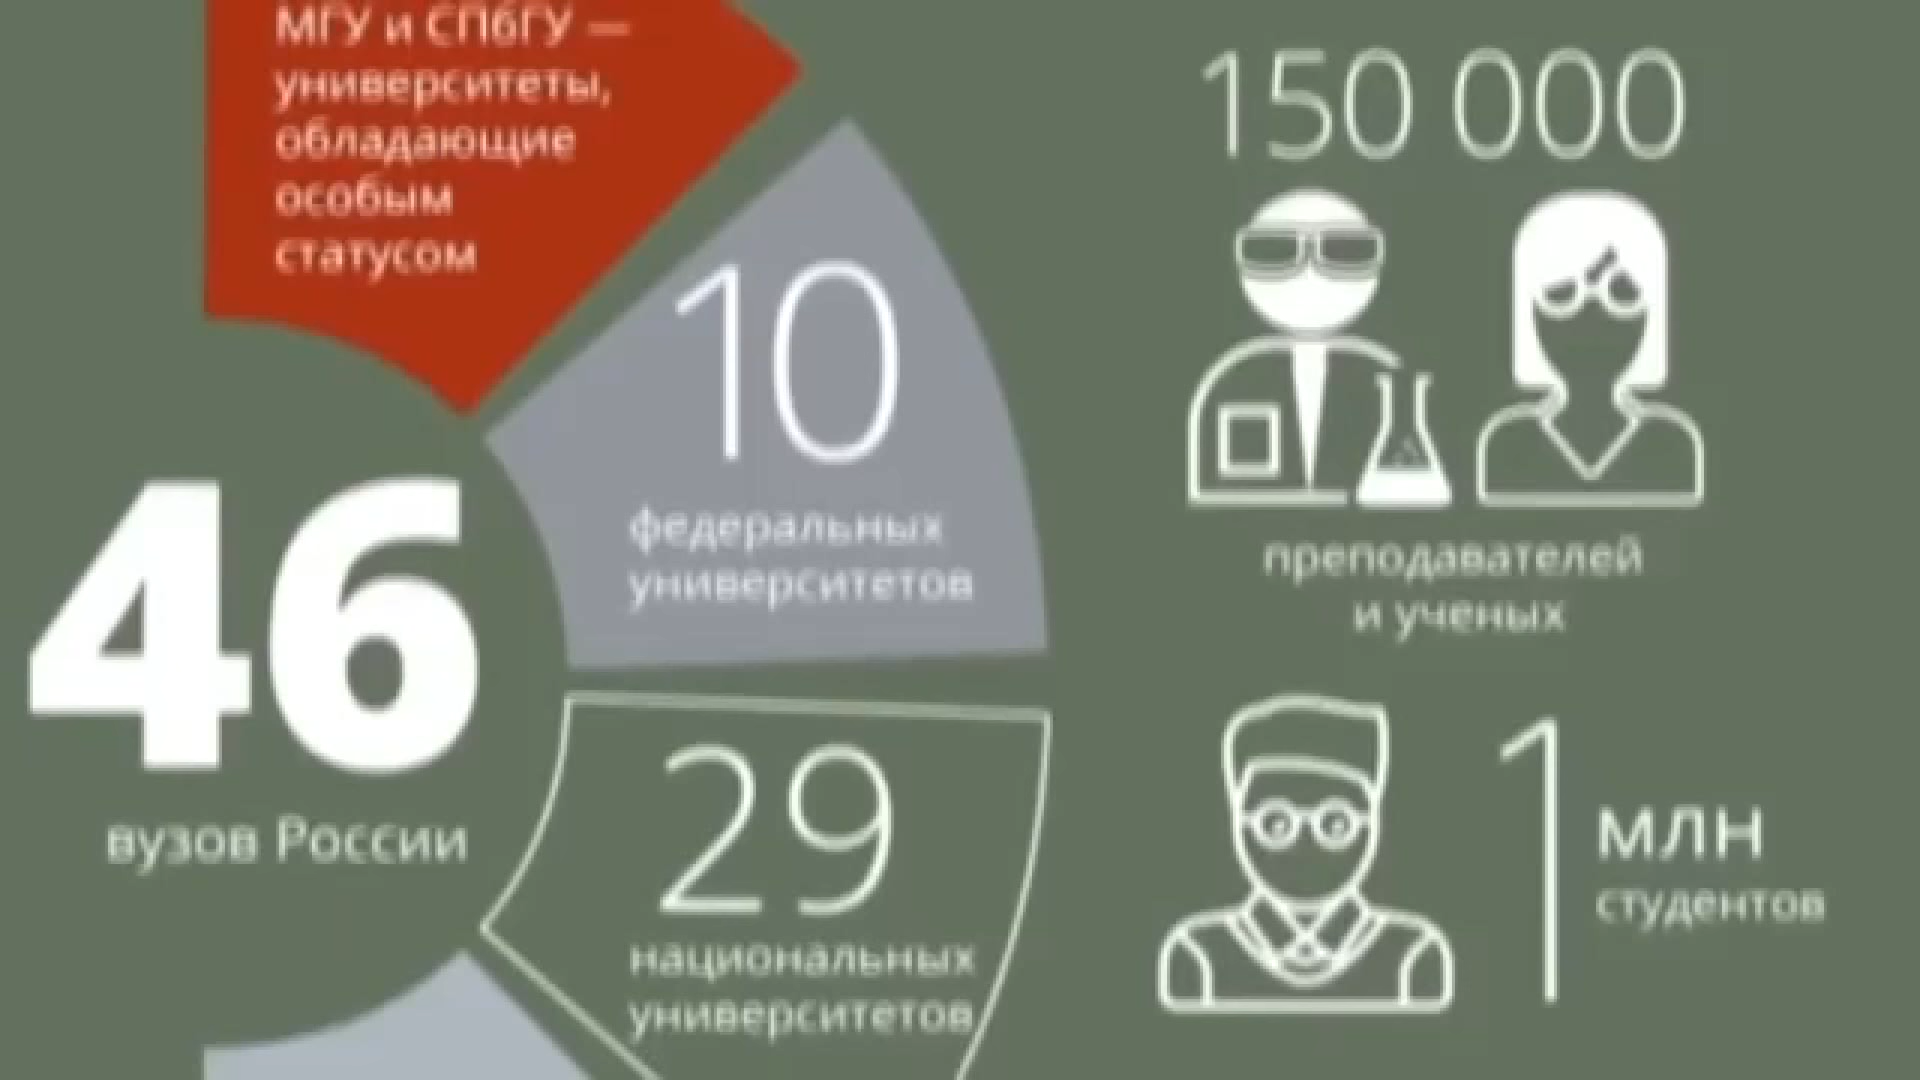 МГУ и СПбГУ —
университеты,
обладающие
особым
статусом
10
федеральных
университетов
46
вузов России
29
национальных
университетов
150 000
преподавателей
и ученых
1 млн
студентов